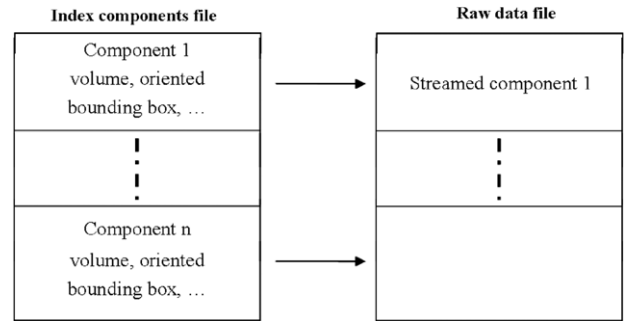 Index components file
Raw data file
Component 1
volume, oriented
bounding box, …
Streamed component 1
Component n
volume, oriented
bounding box, …